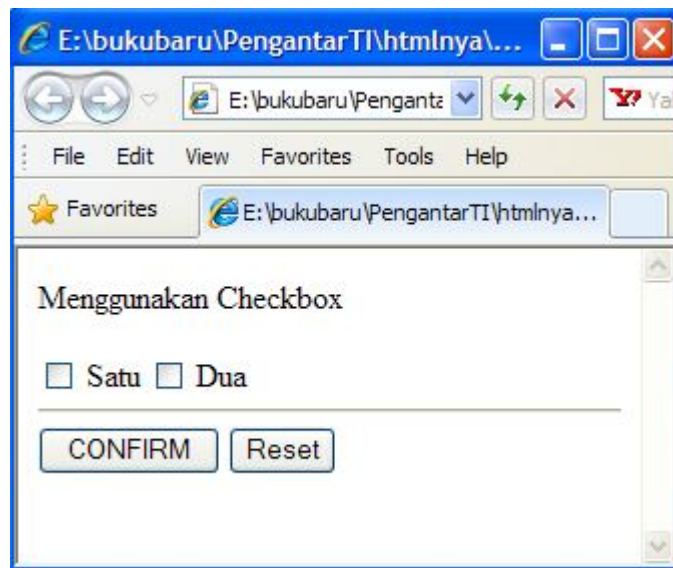 E:\bukubaru\PengantarTI\htmlnya\...
E:\bukubaru\Penganta
File Edit View Favorites Tools Help
Favorites E:\bukubaru\PengantarTI\htmlnya...
Menggunakan Checkbox
Satu Dua
CONFIRM Reset